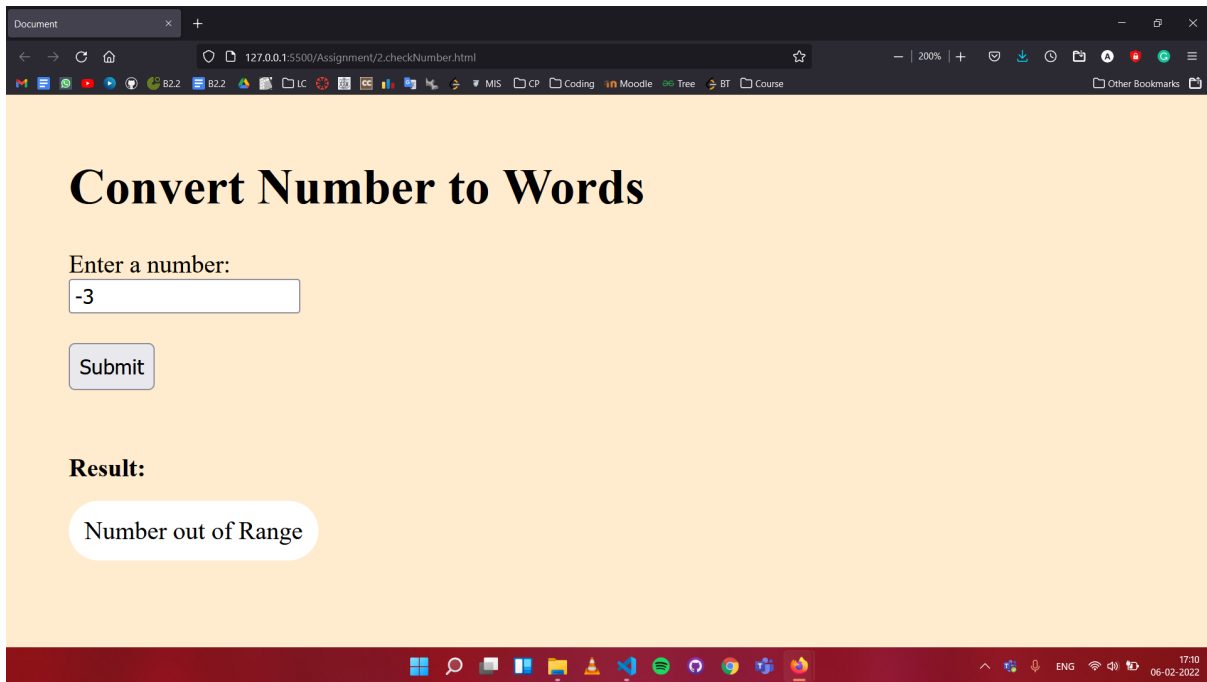 Document
200%
127.0.0.1:5500/Assignment/2.checkNumber.html
B2.2 B2.2 LC MIS CP Coding Moodle Tree BT Course Other Bookmarks
Convert Number to Words
Enter a number:
-3
Submit
Result:
Number out of Range
ENG 17:10
06-02-2022